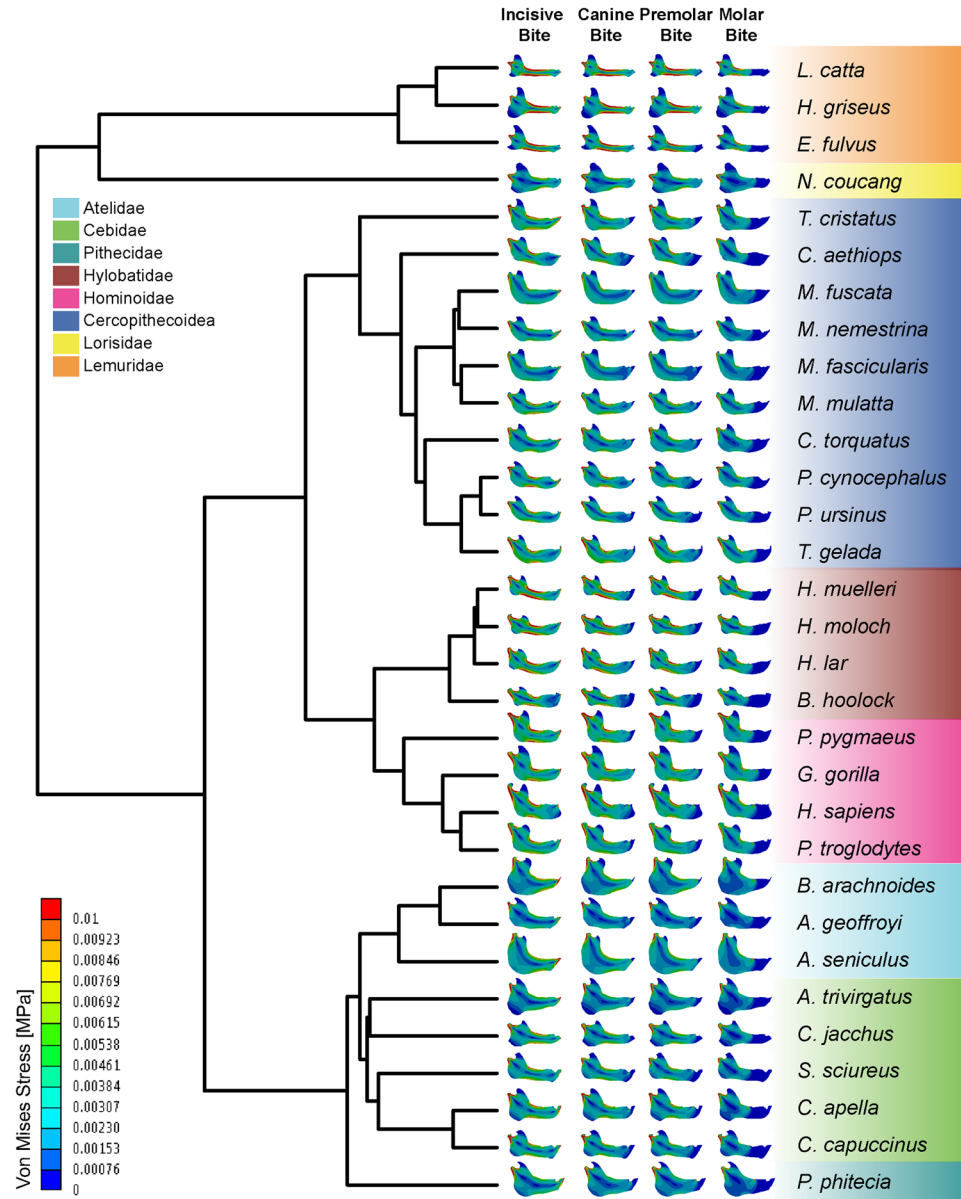 Incisive Canine Premolar Molar
Bite Bite Bite Bite
L. catta
H. griseus
E. fulvus
N. coucang
T. cristatus
C. aethiops
M. fuscata
M. nemestrina
M. fascicularis
M. mulatta
C. torquatus
P. cynocephalus
P. ursinus
T. gelada
H. muelleri
H. moloch
H. lar
B. hoolock
P. pygmaeus
G. gorilla
H. sapiens
P. troglodytes
B. arachnoides
A. geoffroyi
A. seniculus
A. trivirgatus
C. jacchus
S. sciureus
C. apella
C. capuccinus
P. phitecia
Atelidae
Cebidae
Pithecidae
Hylobatidae
Hominoidae
Cercopithecoidea
Lorisidae
Lemuridae
Von Mises Stress [MPa]
0.01
0.00923
0.00846
0.00769
0.00692
0.00615
0.00538
0.00461
0.00384
0.00307
0.00230
0.00153
0.00076
0